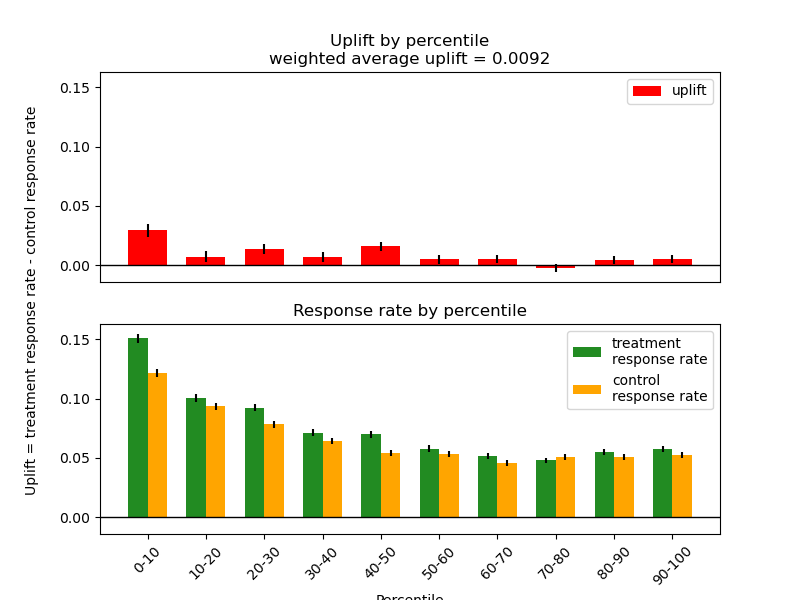 Uplift by percentile
weighted average uplift = 0.0092
uplift
0.15
0.10
0.05
0.00
Uplift = treatment response rate - control response rate
Response rate by percentile
treatment
response rate
control
response rate
0.15
0.10
0.05
0.00
0-10
10-20
20-30
30-40
40-50
50-60
60-70
70-80
80-90
90-100
Percentile